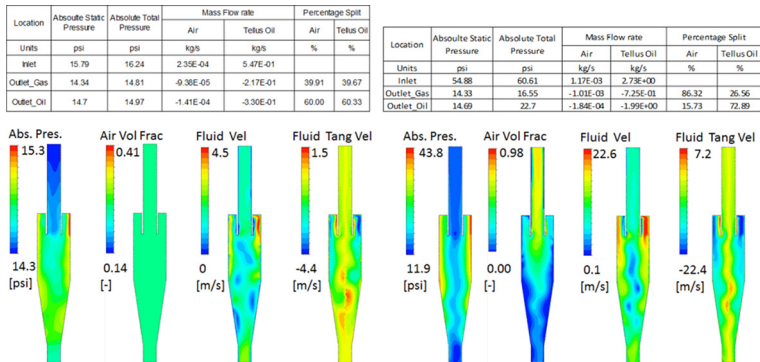 Location Absoulte Static Pressure Absolute Total Pressure Mass Flow rate Percentage Split
Air Tellus Oil Air Tellus Oil
Units psi psi kg/s kg/s % %
Inlet 15.79 16.24 2.35E-04 5.47E-01
Outlet_Gas 14.34 14.81 -9.38E-05 -2.17E-01 39.91 39.67
Outlet_Oil 14.7 14.97 -1.41E-04 -3.30E-01 60.00 60.33
Location Absoulte Static Pressure Absolute Total Pressure Mass Flow rate Percentage Split
Air Tellus Oil Air Tellus Oil
Units psi psi kg/s kg/s % %
Inlet 54.88 60.61 1.17E-03 2.73E+00
Outlet_Gas 14.33 16.55 -1.01E-03 -7.25E-01 86.32 26.56
Outlet_Oil 14.69 22.7 -1.84E-04 -1.99E+00 15.73 72.89
Abs. Pres. Air Vol Frac Fluid Vel Fluid Tang Vel Abs. Pres. Air Vol Frac Fluid Vel Fluid Tang Vel
15.3 0.41 4.5 1.5 43.8 0.98 22.6 7.2
14.3 0.14 0 -4.4 11.9 0.00 0.1 -22.4
[psi] [-] [m/s] [m/s] [psi] [-] [m/s] [m/s]